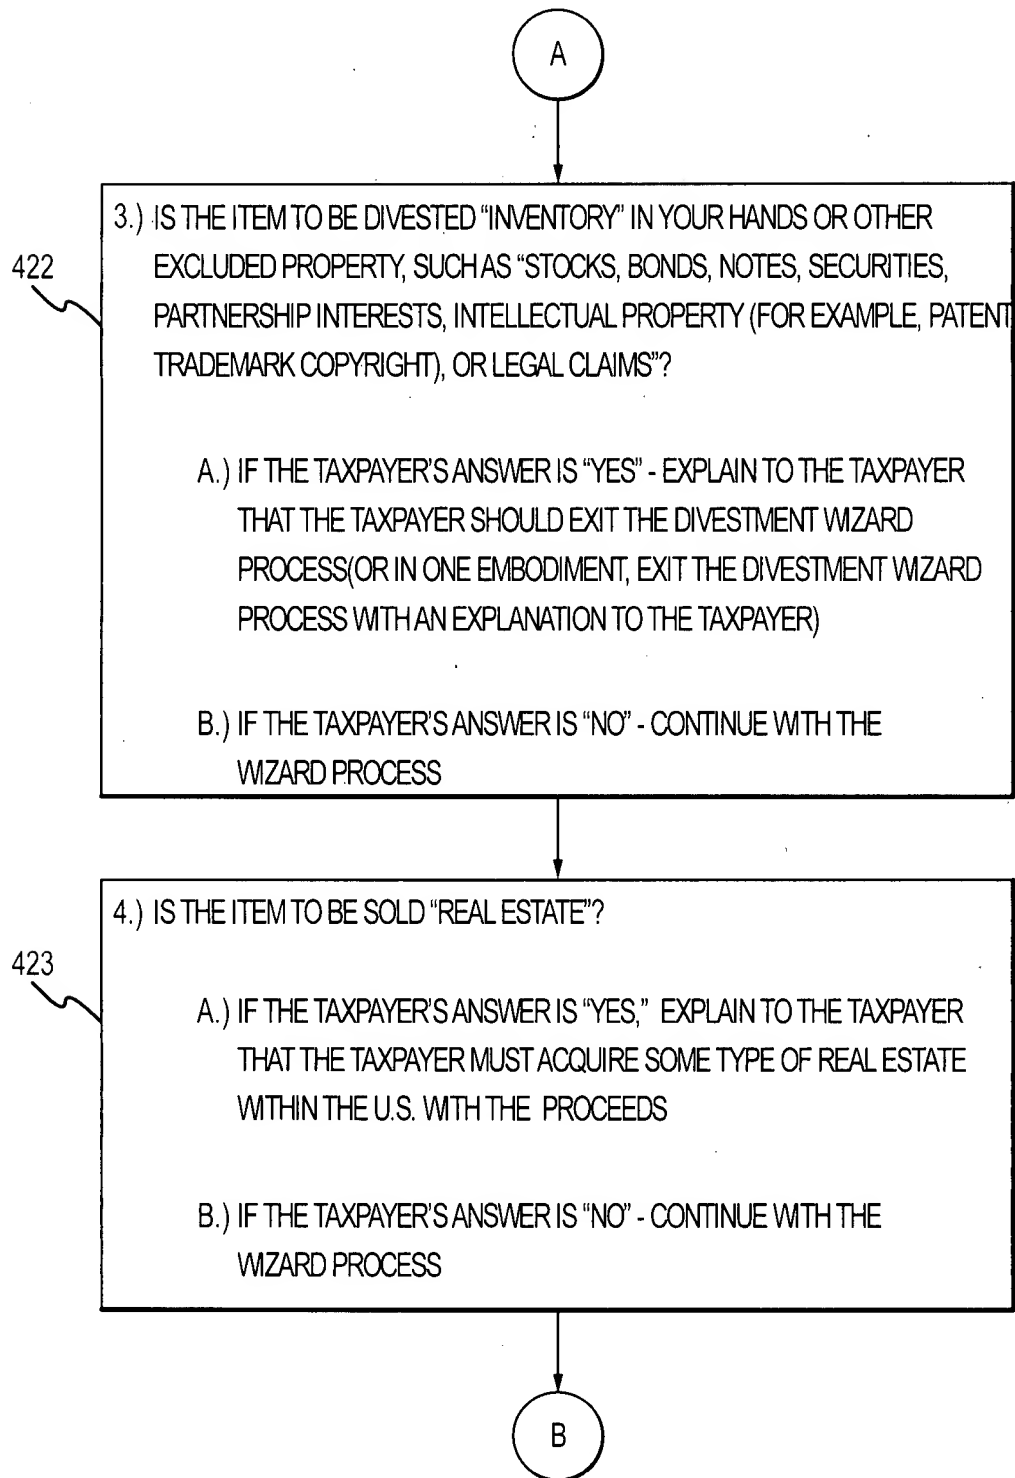 A
3.) IS THE ITEM TO BE DIVESTED “INVENTORY” IN YOUR HANDS OR OTHER
EXCLUDED PROPERTY, SUCH AS “STOCKS, BONDS, NOTES, SECURITIES,
PARTNERSHIP INTERESTS, INTELLECTUAL PROPERTY (FOR EXAMPLE, PATENT
TRADEMARK COPYRIGHT), OR LEGAL CLAIMS”?
422
A.) IF THE TAXPAYER'S ANSWER IS “YES” - EXPLAIN TO THE TAXPAYER
THAT THE TAXPAYER SHOULD EXIT THE DIVESTMENT WIZARD
PROCESS(OR IN ONE EMBODIMENT, EXIT THE DIVESTMENT WIZARD
PROCESS WITH AN EXPLANATION TO THE TAXPAYER)
B.) IF THE TAXPAYER'S ANSWER IS “NO” - CONTINUE WITH THE
WIZARD PROCESS
4.) IS THE ITEM TO BE SOLD “REAL ESTATE”?
423
A.) IF THE TAXPAYER'S ANSWER IS “YES,” EXPLAIN TO THE TAXPAYER
THAT THE TAXPAYER MUST ACQUIRE SOME TYPE OF REAL ESTATE
WITHIN THE U.S. WITH THE PROCEEDS
B.) IF THE TAXPAYER'S ANSWER IS “NO” - CONTINUE WITH THE
WIZARD PROCESS
B